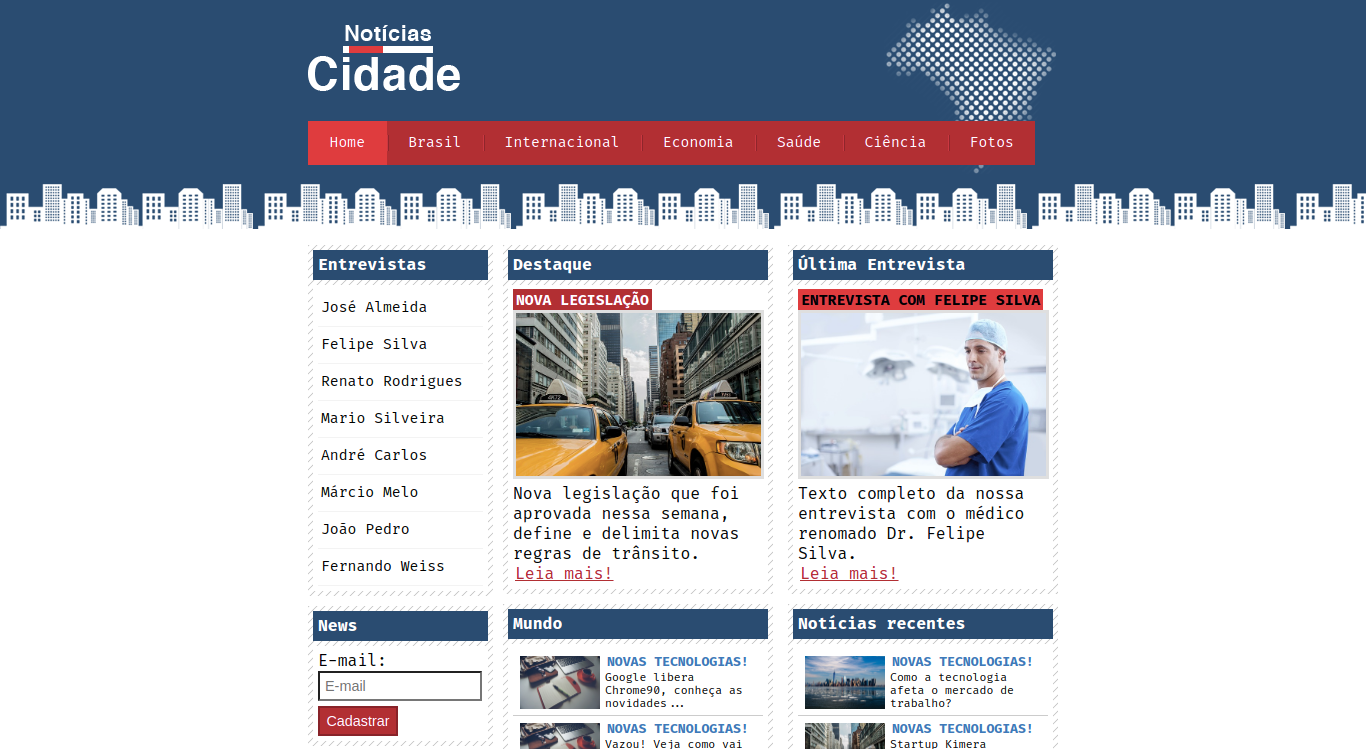 Notícias
Cidade
Home Brasil Internacional Economia Saúde Ciência Fotos
Entrevistas
José Almeida
Felipe Silva
Renato Rodrigues
Mario Silveira
André Carlos
Márcio Melo
João Pedro
Fernando Weiss
News
E-mail:
E-mail
Cadastrar
Destaque
NOVA LEGISLAÇÃO
Nova legislação que foi
aprovada nessa semana,
define e delimita novas
regras de trânsito.
Leia mais!
Última Entrevista
ENTREVISTA COM FELIPE SILVA
Texto completo da nossa
entrevista com o médico
renomado Dr. Felipe
Silva.
Leia mais!
Mundo
NOVAS TECNOLOGIAS!
Google libera
Chrome90, conheça as
novidades...
NOVAS TECNOLOGIAS!
Vazou! Veja como vai
Notícias recentes
NOVAS TECNOLOGIAS!
Como a tecnologia
afeta o mercado de
trabalho?
NOVAS TECNOLOGIAS!
Startup Kimera